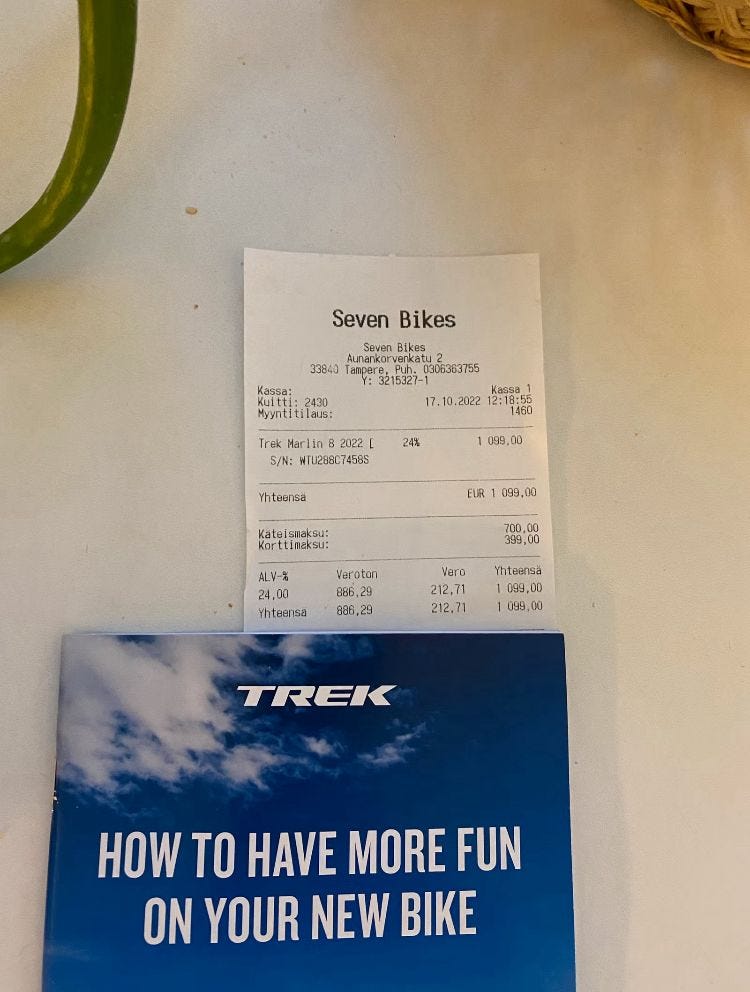 Seven Bikes
Seven Bikes
Aunankorvenkatu 2
33840 Tampere, Puh. 0306363755
Y: 3215327-1
Kassa: Kassa 1
Kuitti: 2430 17.10.2022 12:18:55
Myyntitilaus: 1460
Trek Marlin 8 2022 [ 24% 1 099,00
S/N: WTU288C7458S
Yhteensä EUR 1 099,00
Käteismaksu: 700,00
Korttimaksu: 399,00
ALV-% Veroton Vero Yhteensä
24,00 886,29 212,71 1 099,00
Yhteensä 886,29 212,71 1 099,00
TREK
HOW TO HAVE MORE FUN
ON YOUR NEW BIKE